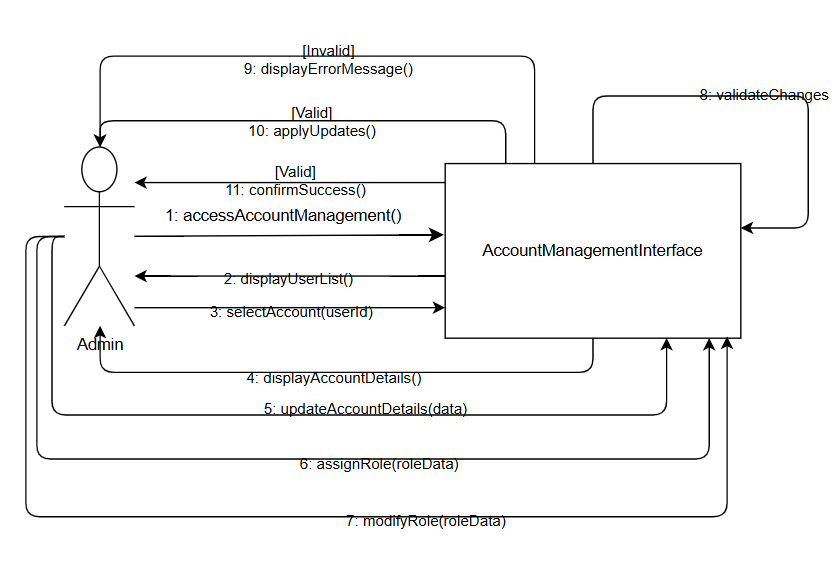 [Invalid]
9: displayErrorMessage()
8: validateChanges
[Valid]
10: applyUpdates()
[Valid]
11: confirmSuccess()
1: accessAccountManagement()
AccountManagementInterface
2: displayUserList()
3: selectAccount(userId)
Admin
4: displayAccountDetails()
5: updateAccountDetails(data)
6: assignRole(roleData)
7: modifyRole(roleData)